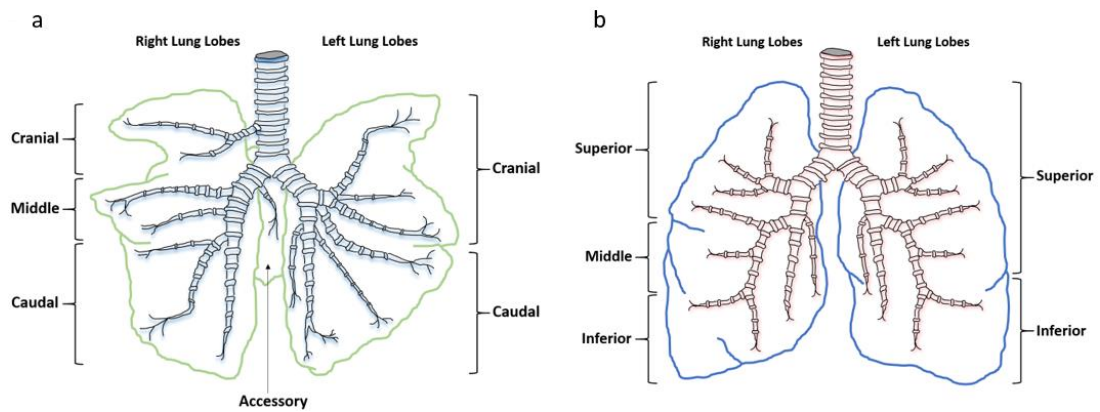 a
Right Lung Lobes
Left Lung Lobes
Cranial
Middle
Caudal
Cranial
Caudal
Accessory
b
Right Lung Lobes
Left Lung Lobes
Superior
Middle
Inferior
Superior
Inferior